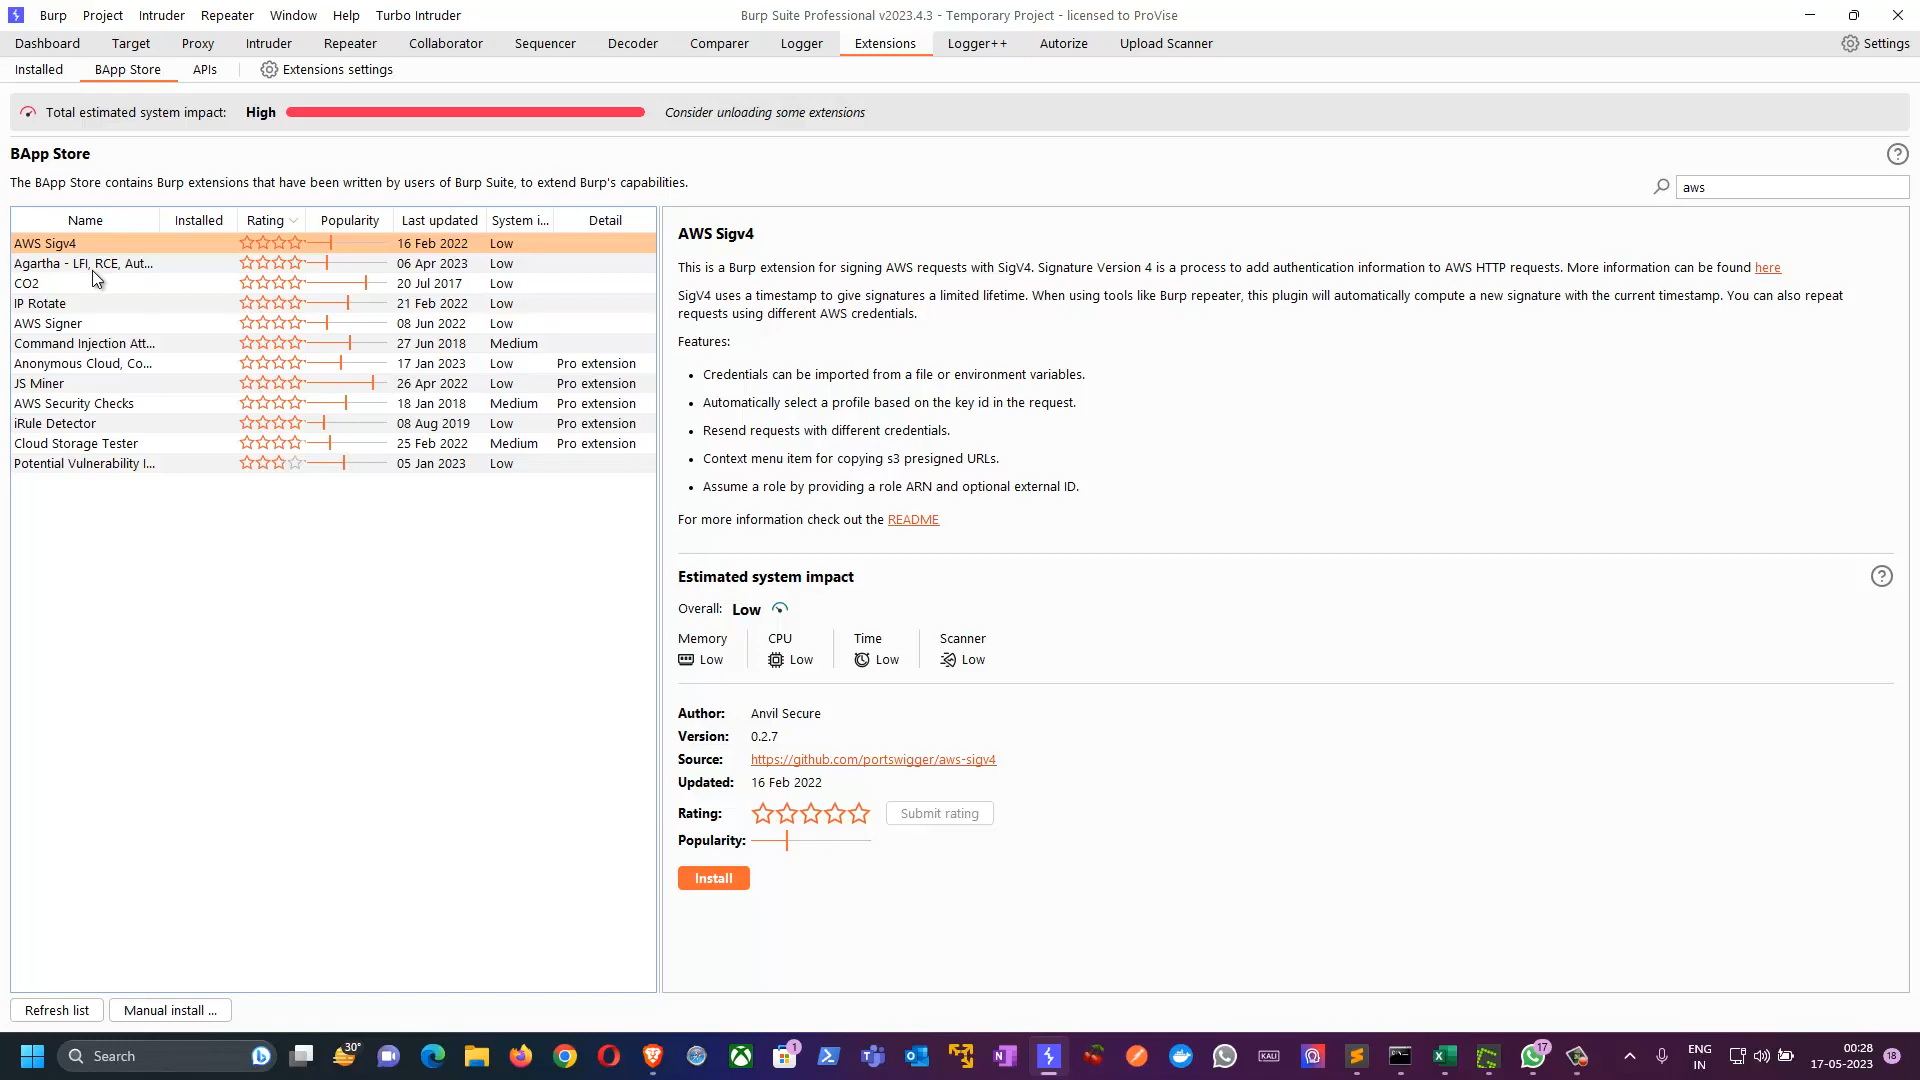 Burp Project Intruder Repeater Window Help Turbo Intruder Burp Suite Professional v2023.4.3 - Temporary Project - licensed to ProVise
Dashboard Target Proxy Intruder Repeater Collaborator Sequencer Decoder Comparer Logger Extensions Logger++ Autorize Upload Scanner Settings
Installed BApp Store APIs Extensions settings
Total estimated system impact: High Consider unloading some extensions
BApp Store
The BApp Store contains Burp extensions that have been written by users of Burp Suite, to extend Burp's capabilities.
aws
Name Installed Rating Popularity Last updated System i... Detail
AWS Sigv4 16 Feb 2022 Low
Agartha - LFI, RCE, Aut... 06 Apr 2023 Low
CO2 20 Jul 2017 Low
IP Rotate 21 Feb 2022 Low
AWS Signer 08 Jun 2022 Low
Command Injection Att... 27 Jun 2018 Medium
Anonymous Cloud, Co... 17 Jan 2023 Low Pro extension
JS Miner 26 Apr 2022 Low Pro extension
AWS Security Checks 18 Jan 2018 Medium Pro extension
iRule Detector 08 Aug 2019 Low Pro extension
Cloud Storage Tester 25 Feb 2022 Medium Pro extension
Potential Vulnerability I... 05 Jan 2023 Low
AWS Sigv4
This is a Burp extension for signing AWS requests with SigV4. Signature Version 4 is a process to add authentication information to AWS HTTP requests. More information can be found here
SigV4 uses a timestamp to give signatures a limited lifetime. When using tools like Burp repeater, this plugin will automatically compute a new signature with the current timestamp. You can also repeat
requests using different AWS credentials.
Features:
• Credentials can be imported from a file or environment variables.
• Automatically select a profile based on the key id in the request.
• Resend requests with different credentials.
• Context menu item for copying s3 presigned URLs.
• Assume a role by providing a role ARN and optional external ID.
For more information check out the README
Estimated system impact
Overall: Low
Memory CPU Time Scanner
Low Low Low Low
Author: Anvil Secure
Version: 0.2.7
Source: https://github.com/portswigger/aws-sigv4
Updated: 16 Feb 2022
Rating: Submit rating
Popularity:
Install
Refresh list Manual install ...
Search 30° 1 KALI 17 ENG 00:28
IN 17-05-2023 18